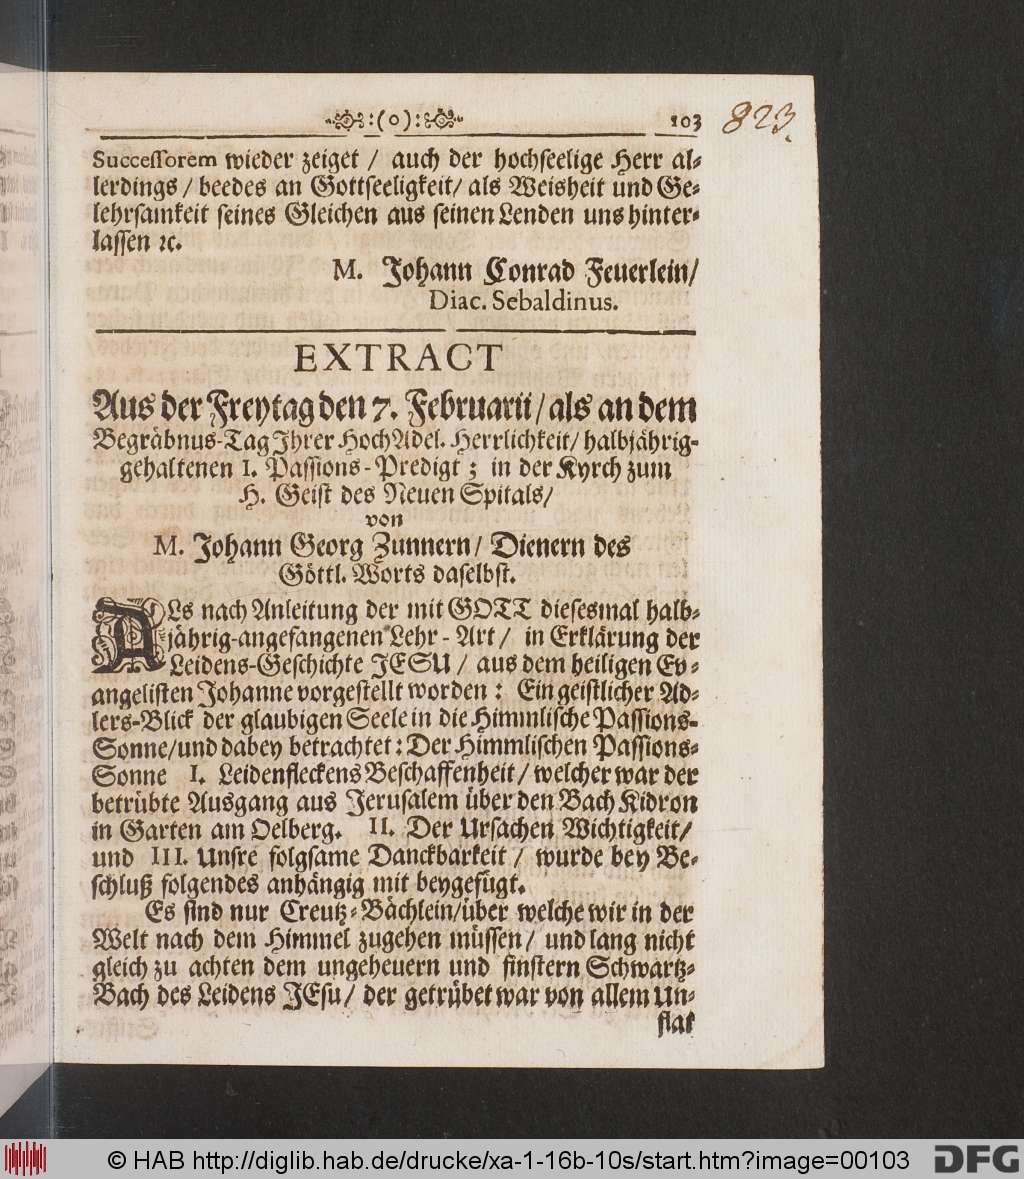 :(o): 103 823.
Successorem wieder zeiget / auch der hochseelige Herr al-
lerdings / beedes an Gottseeligkeit / als Weisheit und Ge-
lehrsamkeit seines Gleichen aus seinen Lenden uns hinter-
lassen ꝛc.
M. Johann Conrad Feuerlein /
Diac. Sebaldinus.
EXTRACT
Aus der Freytag den 7. Februarii / als an dem
Begräbnus-Tag Ihrer HochAdel. Herrlichkeit / halbjährig-
gehaltenen I. Passions-Predigt; in der Kyrch zum
H. Geist des Neuen Spitals /
von
M. Johann Georg Zunnern / Dienern des
Göttl. Worts daselbst.
ALs nach Anleitung der mit GOTT diesesmal halb-
jährig-angefangenen Lehr-Art / in Erklärung der
Leidens-Geschichte JESU / aus dem heiligen Ev-
angelisten Johanne vorgestellt worden: Ein geistlicher Ad-
lers-Blick der glaubigen Seele in die Himmlische Passions-
Sonne / und dabey betrachtet: Der Himmlischen Passions-
Sonne I. Leidenfleckens Beschaffenheit / welcher war der
betrübte Ausgang aus Jerusalem über den Bach Kidron
in Garten am Oelberg. II. Der Ursachen Wichtigkeit /
und III. Unsre folgsame Danckbarkeit / wurde bey Be-
schluß folgendes anhängig mit beygefügt.
Es sind nur Creutz-Bächlein / über welche wir in der
Welt nach dem Himmel zugehen müssen / und lang nicht
gleich zu achten dem ungeheuern und finstern Schwartz-
Bach des Leidens JEsu / der getrübet war von allem Un-
flat
© HAB http://diglib.hab.de/drucke/xa-1-16b-10s/start.htm?image=00103 DFG